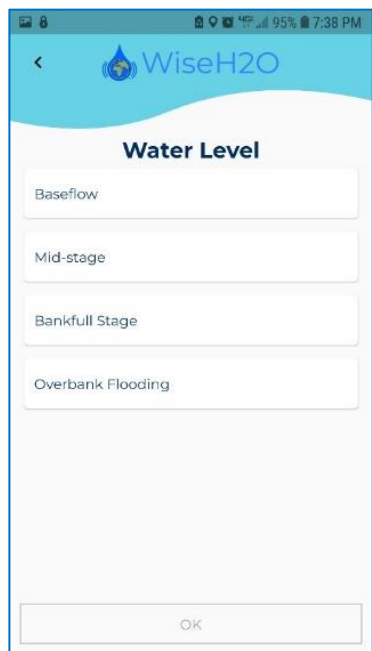 95% 7:38 PM
WiseH2O
Water Level
Baseflow
Mid-stage
Bankfull Stage
Overbank Flooding
OK